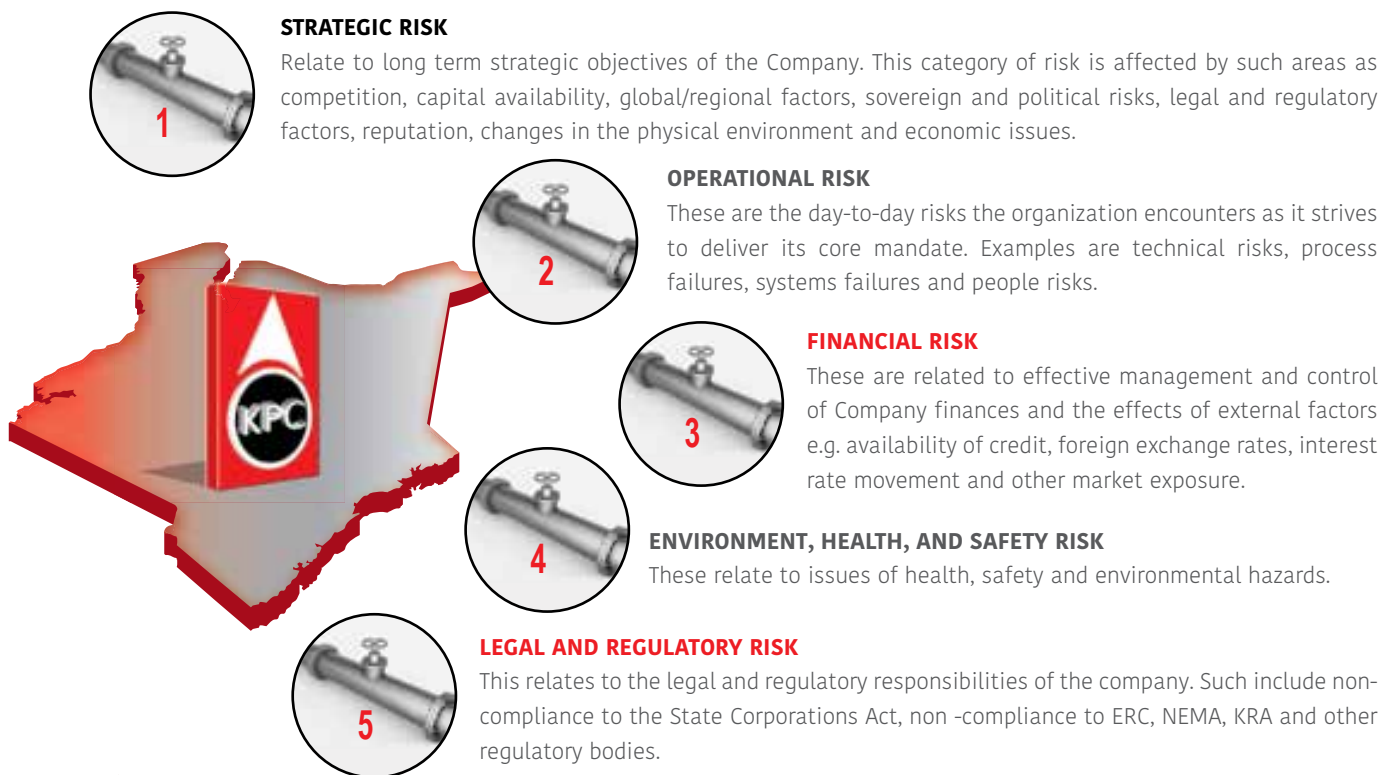 STRATEGIC RISK
Relate to long term strategic objectives of the Company. This category of risk is affected by such areas as
competition, capital availability, global/regional factors, sovereign and political risks, legal and regulatory
factors, reputation, changes in the physical environment and economic issues.
1
OPERATIONAL RISK
These are the day-to-day risks the organization encounters as it strives
to deliver its core mandate. Examples are technical risks, process
failures, systems failures and people risks.
2
FINANCIAL RISK
These are related to effective management and control
of Company finances and the effects of external factors
e.g. availability of credit, foreign exchange rates, interest
rate movement and other market exposure.
3
KPC
ENVIRONMENT, HEALTH, AND SAFETY RISK
These relate to issues of health, safety and environmental hazards.
4
LEGAL AND REGULATORY RISK
This relates to the legal and regulatory responsibilities of the company. Such include non-
compliance to the State Corporations Act, non -compliance to ERC, NEMA, KRA and other
regulatory bodies.
5